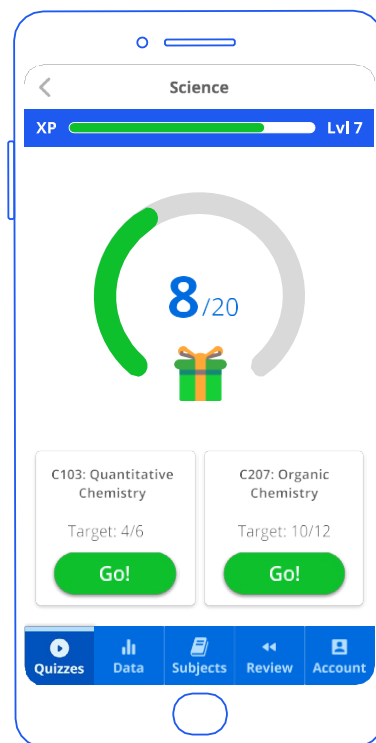 Science
XP Lvl 7
8/20
C103: Quantitative
Chemistry
Target: 4/6
Go!
C207: Organic
Chemistry
Target: 10/12
Go!
Quizzes Data Subjects Review Account